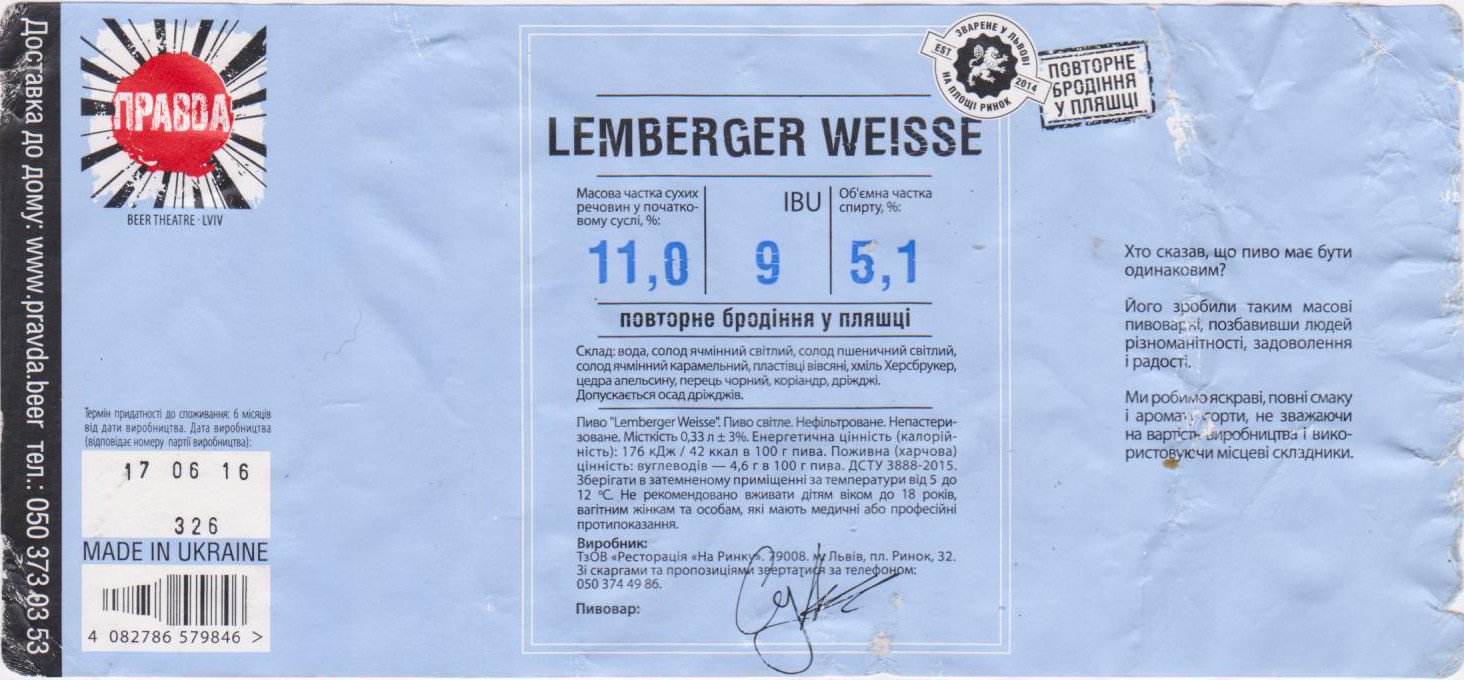 Доставка до дому: www.pravda.beer тел.: 050 373 03 53
ПРАВДА
BEER THEATRE · LVIV
Термін придатності до споживання: 6 місяців
від дати виробництва. Дата виробництва
(відповідає номеру партії виробництва):
17 06 16
326
MADE IN UKRAINE
4 082786 579846 >
ЗВАРЕНЕ У ЛЬВОВІ
EST 2014
НА ПЛОЩІ РИНОК
ПОВТОРНЕ
БРОДІННЯ
У ПЛЯШЦІ
LEMBERGER WEISSE
Масова частка сухих
речовин у початко-
вому суслі, %:
11,0
IBU
9
Об'ємна частка
спирту, %:
5,1
повторне бродіння у пляшці
Склад: вода, солод ячмінний світлий, солод пшеничний світлий,
солод ячмінний карамельний, пластівці вівсяні, хміль Херсбрукер,
цедра апельсину, перець чорний, коріандр, дріжджі.
Допускається осад дріжджів.
Пиво "Lemberger Weisse". Пиво світле. Нефільтроване. Непастери-
зоване. Місткість 0,33 л ± 3%. Енергетична цінність (калорій-
ність): 176 кДж / 42 ккал в 100 г пива. Поживна (харчова)
цінність: вуглеводів — 4,6 г в 100 г пива. ДСТУ 3888-2015.
Зберігати в затемненому приміщенні за температури від 5 до
12 °С. Не рекомендовано вживати дітям віком до 18 років,
вагітним жінкам та особам, які мають медичні або професійні
протипоказання.
Виробник:
ТзОВ «Ресторація «На Ринку». 79008. м. Львів, пл. Ринок, 32.
Зі скаргами та пропозиціями звертатися за телефоном:
050 374 49 86.
Пивовар:
Хто сказав, що пиво має бути
одинаковим?
Його зробили таким масові
пивоварні, позбавивши людей
різноманітності, задоволення
і радості.
Ми робимо яскраві, повні смаку
і аромату сорти, не зважаючи
на вартість виробництва і вико-
ристовуючи місцеві складники.